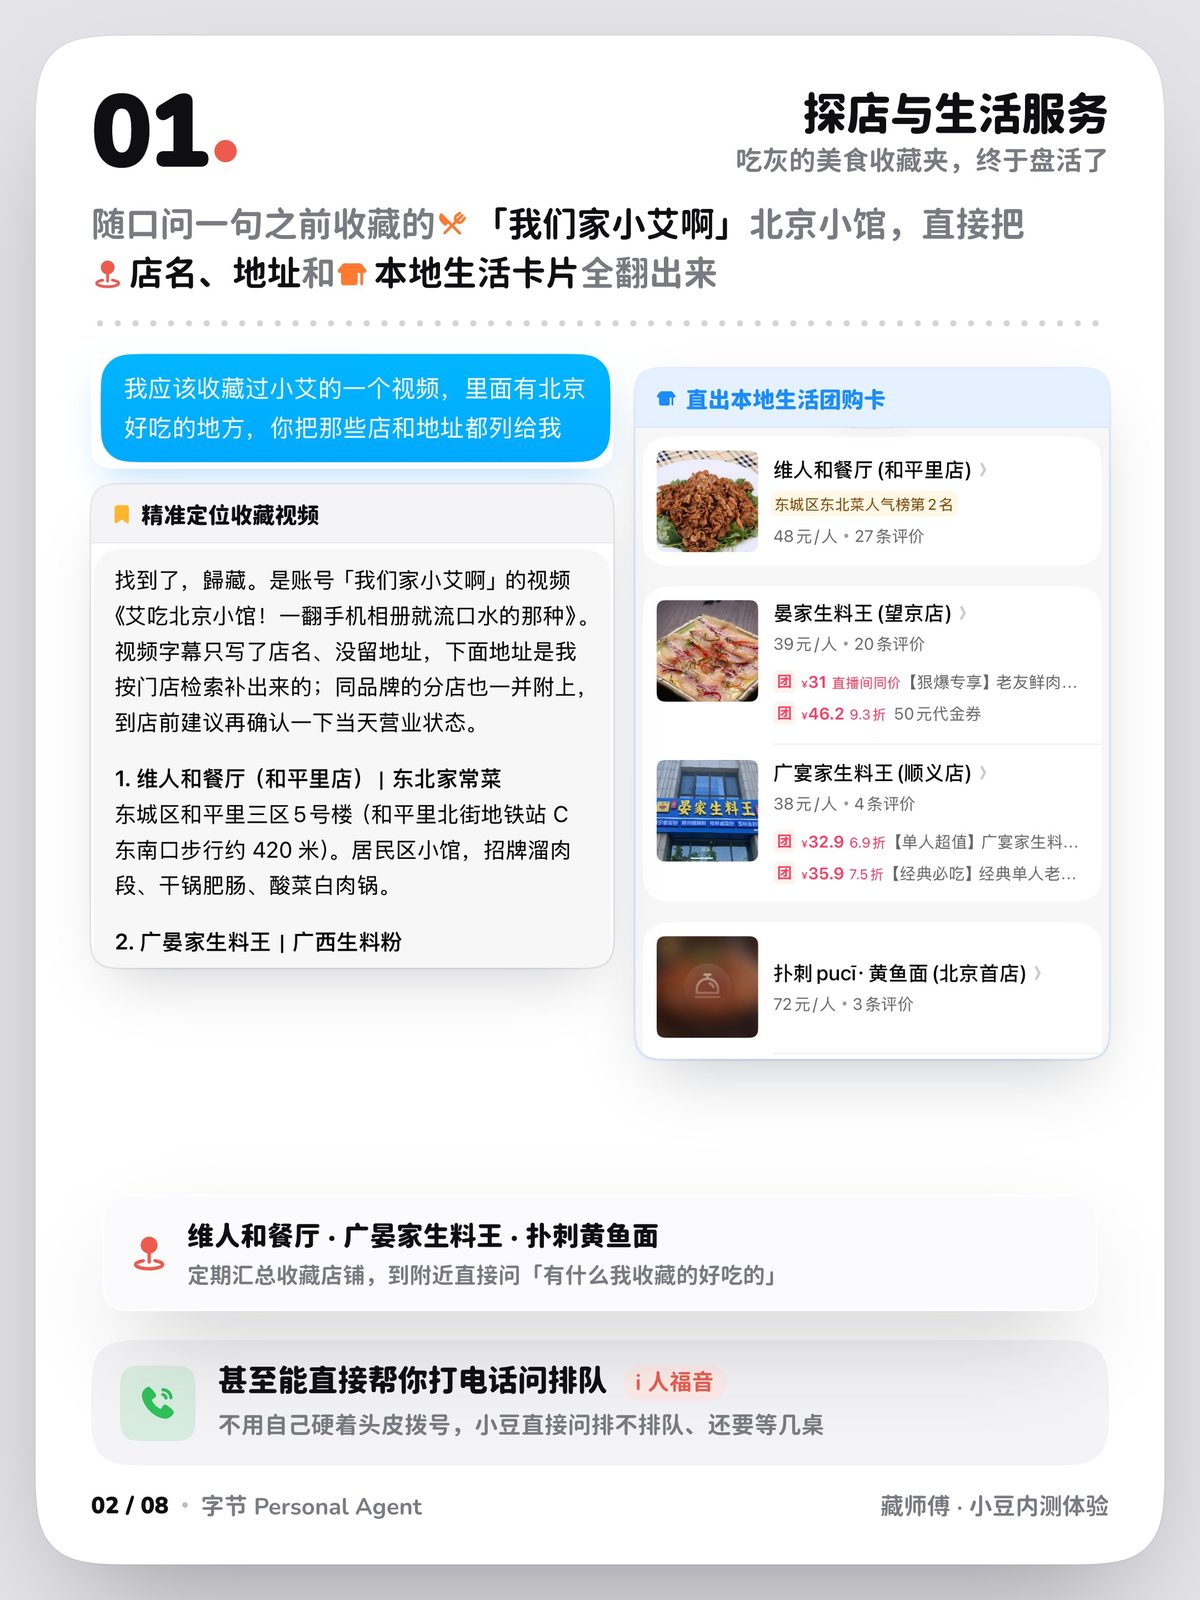 01.
探店与生活服务
吃灰的美食收藏夹，终于盘活了
随口问一句之前收藏的「我们家小艾啊」北京小馆，直接把
店名、地址和本地生活卡片全翻出来
我应该收藏过小艾的一个视频，里面有北京
好吃的地方，你把那些店和地址都列给我
精准定位收藏视频
找到了，歸藏。是账号「我们家小艾啊」的视频
《艾吃北京小馆！一翻手机相册就流口水的那种》。
视频字幕只写了店名、没留地址，下面地址是我
按门店检索补出来的；同品牌的分店也一并附上，
到店前建议再确认一下当天营业状态。
1. 维人和餐厅（和平里店）| 东北家常菜
东城区和平里三区5号楼（和平里北街地铁站 C
东南口步行约 420 米）。居民区小馆，招牌溜肉
段、干锅肥肠、酸菜白肉锅。
2. 广晏家生料王 | 广西生料粉
直出本地生活团购卡
维人和餐厅(和平里店)
东城区东北菜人气榜第2名
48元/人 • 27条评价
晏家生料王(望京店)
39元/人 • 20条评价
团 ¥31 直播间同价【狠爆专享】老友鲜肉...
团 ¥46.2 9.3折 50元代金券
晏家生料王
广宴家生料王(顺义店)
38元/人 • 4条评价
团 ¥32.9 6.9折【单人超值】广宴家生料...
团 ¥35.9 7.5折【经典必吃】经典单人老...
扑刺pucī·黄鱼面(北京首店)
72元/人 • 3条评价
维人和餐厅 · 广晏家生料王 · 扑刺黄鱼面
定期汇总收藏店铺，到附近直接问「有什么我收藏的好吃的」
甚至能直接帮你打电话问排队 i 人福音
不用自己硬着头皮拨号，小豆直接问排不排队、还要等几桌
02 / 08 • 字节 Personal Agent
藏师傅 · 小豆内测体验